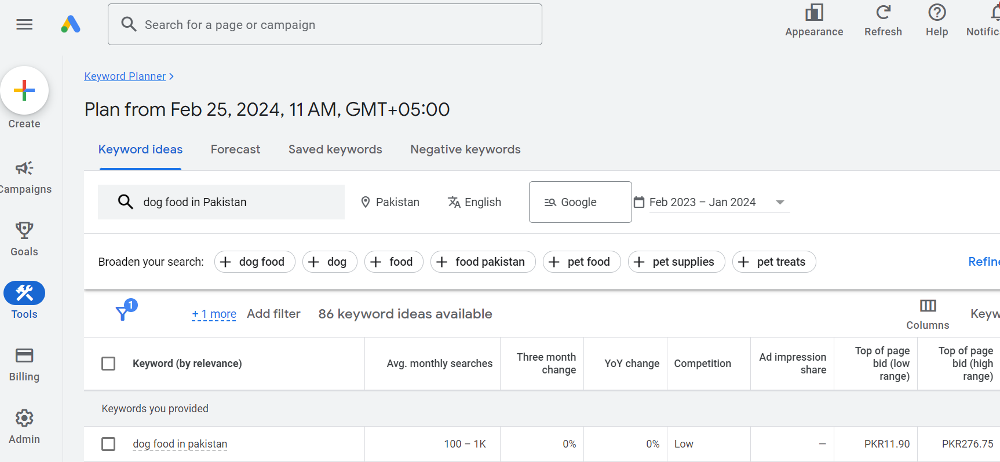 Search for a page or campaign
Appearance
Refresh
Help
Notific
Create
Campaigns
Goals
Tools
Billing
Admin
Keyword Planner >
Plan from Feb 25, 2024, 11 AM, GMT+05:00
Keyword ideas Forecast Saved keywords Negative keywords
dog food in Pakistan Pakistan English Google Feb 2023 – Jan 2024
Broaden your search: + dog food + dog + food + food pakistan + pet food + pet supplies + pet treats Refine
1 + 1 more Add filter 86 keyword ideas available Columns Keyw
Keyword (by relevance) Avg. monthly searches Three month change YoY change Competition Ad impression share Top of page bid (low range) Top of page bid (high range)
Keywords you provided
dog food in pakistan 100 – 1K 0% 0% Low — PKR11.90 PKR276.75